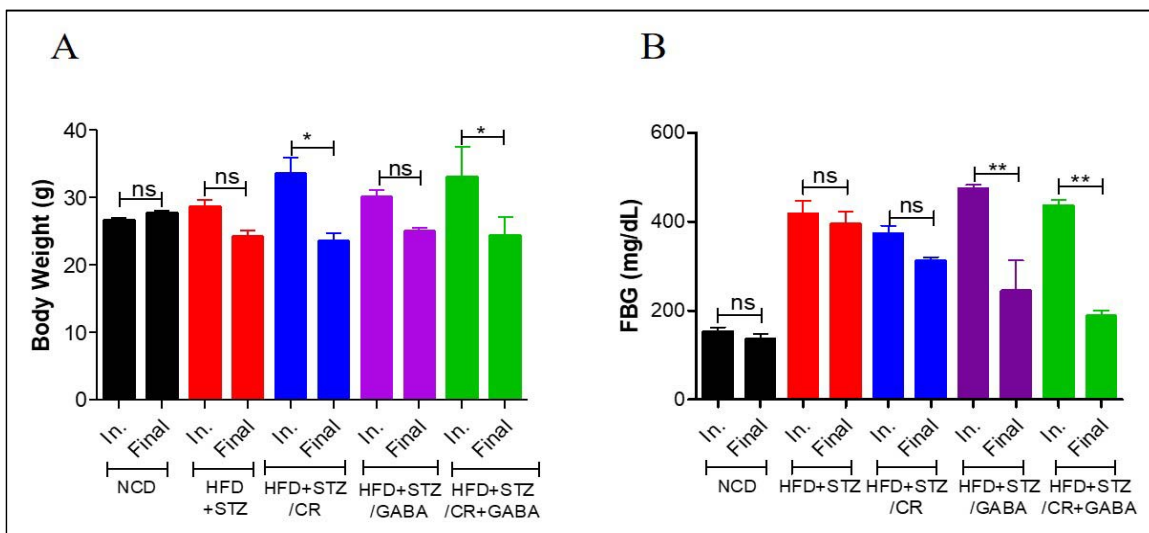 A
Body Weight (g)
40
30
20
10
0
ns
ns
*
ns
*
In.
Final
In.
Final
In.
Final
In.
Final
In.
Final
NCD
HFD
+STZ
HFD+STZ
/CR
HFD+STZ
/GABA
HFD+STZ
/CR+GABA
B
FBG (mg/dL)
600
400
200
0
ns
ns
ns
**
**
In.
Final
In.
Final
In.
Final
In.
Final
In.
Final
NCD
HFD+STZ
HFD+STZ
/CR
HFD+STZ
/GABA
HFD+STZ
/CR+GABA